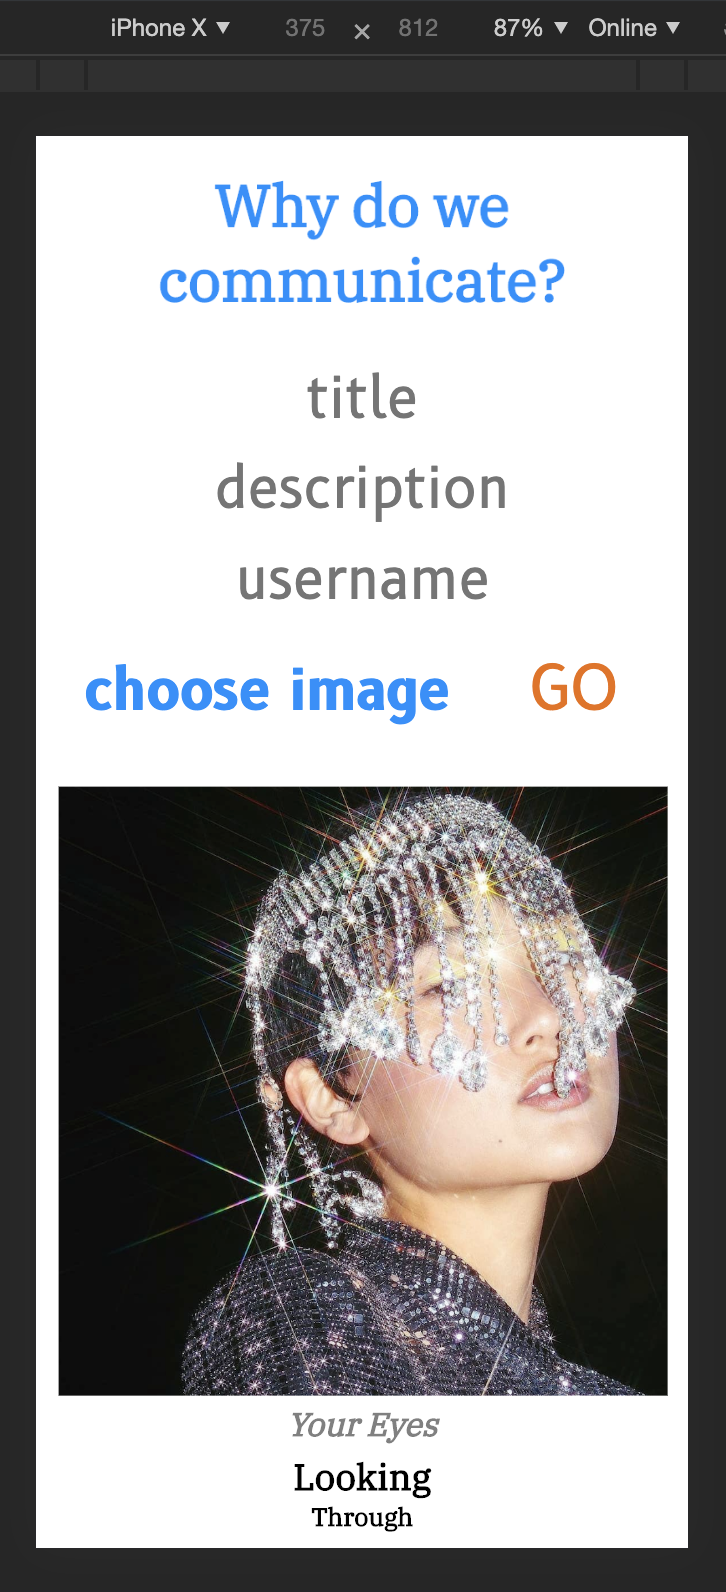 iPhone X ▼ 375 × 812 87% ▼ Online ▼
Why do we
communicate?
title
description
username
choose image GO
Your Eyes
Looking
Through